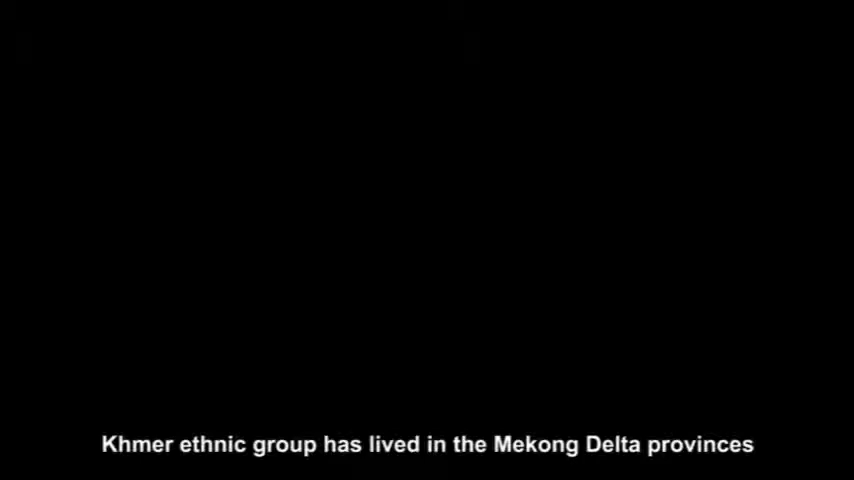 Khmer ethnic group has lived in the Mekong Delta provinces